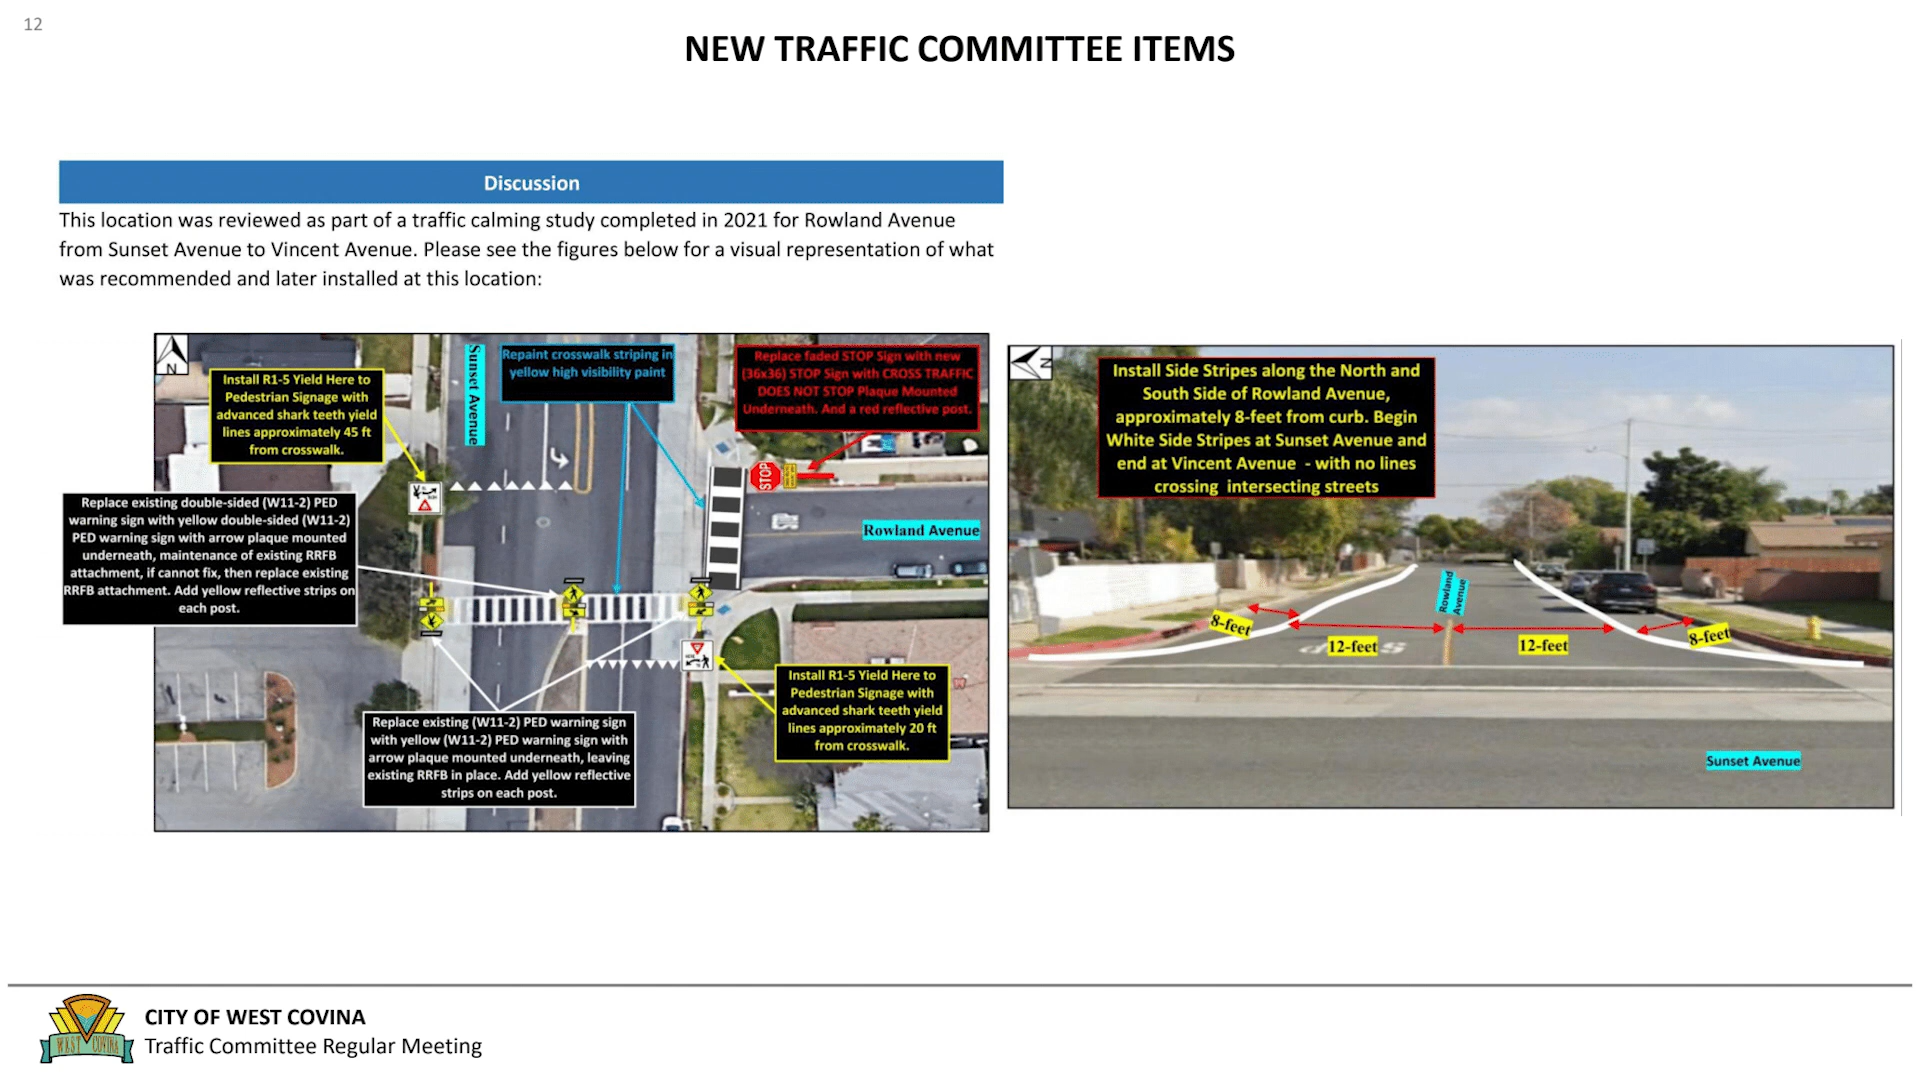 12
NEW TRAFFIC COMMITTEE ITEMS
Discussion
This location was reviewed as part of a traffic calming study completed in 2021 for Rowland Avenue
from Sunset Avenue to Vincent Avenue. Please see the figures below for a visual representation of what
was recommended and later installed at this location:
N
Install R1-5 Yield Here to
Pedestrian Signage with
advanced shark teeth yield
lines approximately 45 ft
from crosswalk.
Sunset Avenue
Repaint crosswalk striping in
yellow high visibility paint
Replace faded STOP Sign with new
(36x36) STOP Sign with CROSS TRAFFIC
DOES NOT STOP Plaque Mounted
Underneath. And a red reflective post.
STOP
Rowland Avenue
Replace existing double-sided (W11-2) PED
warning sign with yellow double-sided (W11-2)
PED warning sign with arrow plaque mounted
underneath, maintenance of existing RRFB
attachment, if cannot fix, then replace existing
RRFB attachment. Add yellow reflective strips on
each post.
HERE
TO
Install R1-5 Yield Here to
Pedestrian Signage with
advanced shark teeth yield
lines approximately 20 ft
from crosswalk.
Replace existing (W11-2) PED warning sign
with yellow (W11-2) PED warning sign with
arrow plaque mounted underneath, leaving
existing RRFB in place. Add yellow reflective
strips on each post.
N
Install Side Stripes along the North and
South Side of Rowland Avenue,
approximately 8-feet from curb. Begin
White Side Stripes at Sunset Avenue and
end at Vincent Avenue - with no lines
crossing intersecting streets
Rowland
Avenue
8-feet
12-feet
12-feet
8-feet
Sunset Avenue
WEST COVINA
CITY OF WEST COVINA
Traffic Committee Regular Meeting